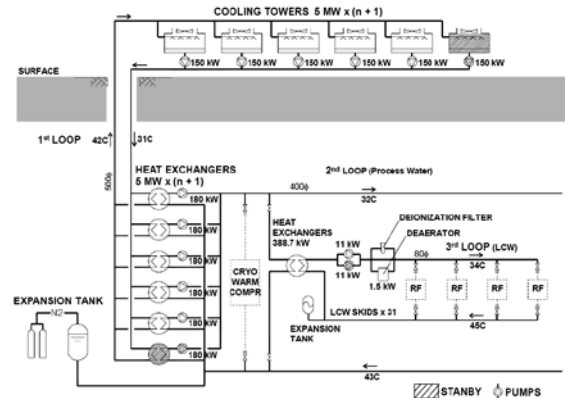 COOLING TOWERS 5 MW x (n + 1)
150 kW
150 kW
150 kW
150 kW
150 kW
150 kW
SURFACE
1st LOOP
42C
31C
500ϕ
HEAT EXCHANGERS
5 MW x (n + 1)
180 kW
180 kW
180 kW
180 kW
180 kW
180 kW
2nd LOOP (Process Water)
400ϕ
32C
HEAT
EXCHANGERS
388.7 kW
11 kW
11 kW
DEIONIZATION FILTER
DEAERATOR
1.5 kW
3rd LOOP (LCW)
80ϕ
34C
CRYO
WARM
COMPR
RF
RF
RF
RF
EXPANSION
TANK
LCW SKIDS x 31
45C
EXPANSION TANK
NI2
43C
STANBY
PUMPS